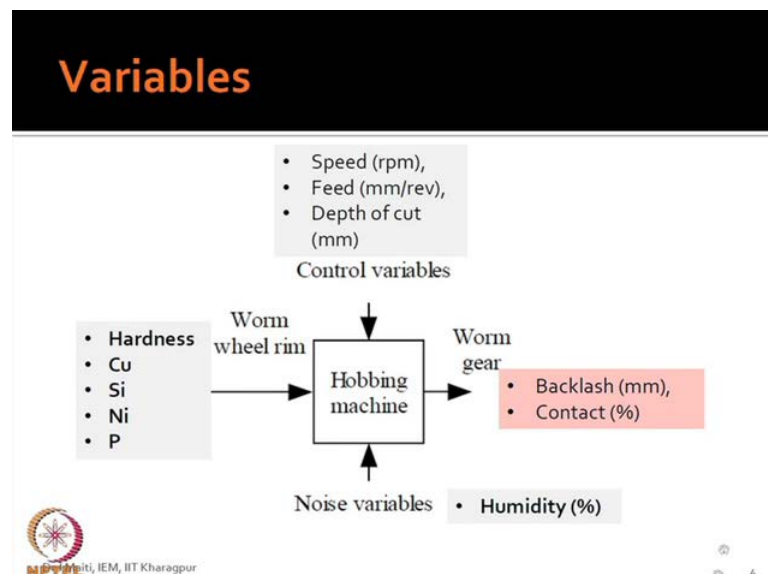 Variables
• Speed (rpm),
• Feed (mm/rev),
• Depth of cut
(mm)
Control variables
• Hardness
• Cu
• Si
• Ni
• P
Worm
wheel rim
Hobbing
machine
Worm
gear
• Backlash (mm),
• Contact (%)
Noise variables
• Humidity (%)
Maiti, IEM, IIT Kharagpur